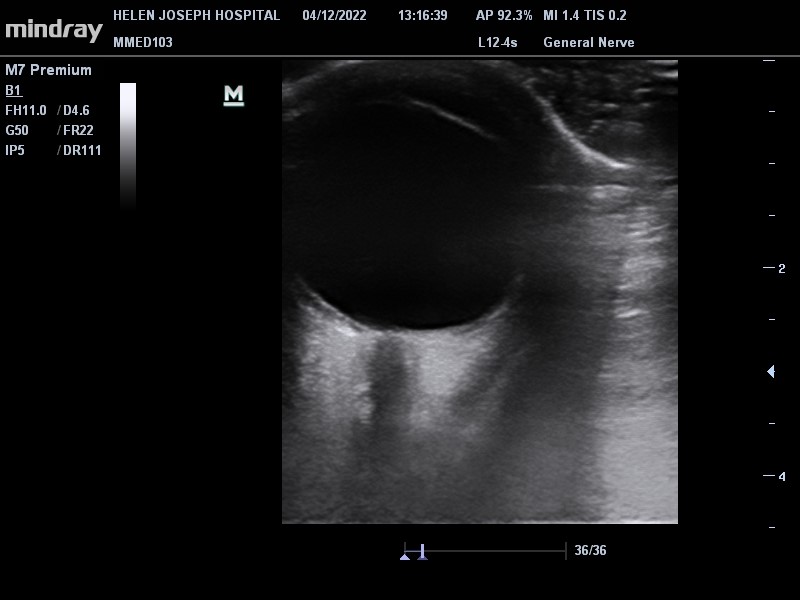 mindray HELEN JOSEPH HOSPITAL 04/12/2022 13:16:39 AP 92.3% MI 1.4 TIS 0.2
MMED103 L12-4s General Nerve
M7 Premium
B1
FH11.0 / D4.6
G50 / FR22
IP5 / DR111
M
2
4
36/36